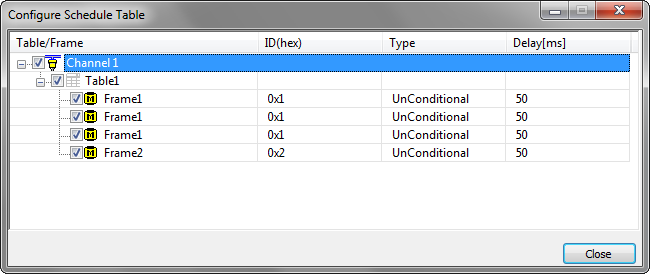 Configure Schedule Table
Table/Frame ID(hex) Type Delay[ms]
Channel 1
Table1
M Frame1 0x1 UnConditional 50
M Frame1 0x1 UnConditional 50
M Frame1 0x1 UnConditional 50
M Frame2 0x2 UnConditional 50
Close